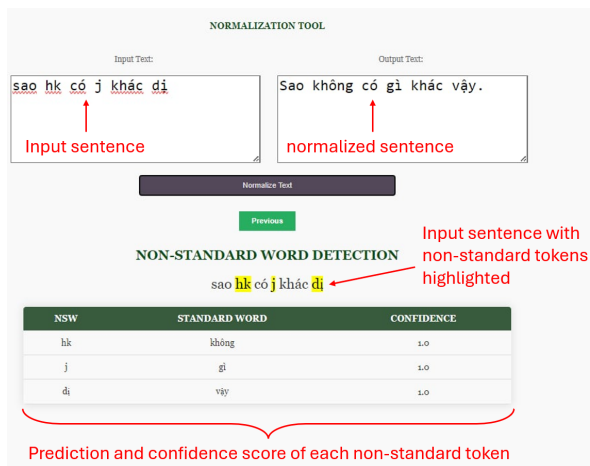 NORMALIZATION TOOL
Input Text:
Output Text:
sao hk có j khác dị
Sao không có gì khác vậy.
Input sentence
normalized sentence
Normalize Text
Previous
Input sentence with
non-standard tokens
highlighted
NON-STANDARD WORD DETECTION
sao hk có j khác dị
NSW STANDARD WORD CONFIDENCE
hk không 1.0
j gì 1.0
dị vậy 1.0
Prediction and confidence score of each non-standard token